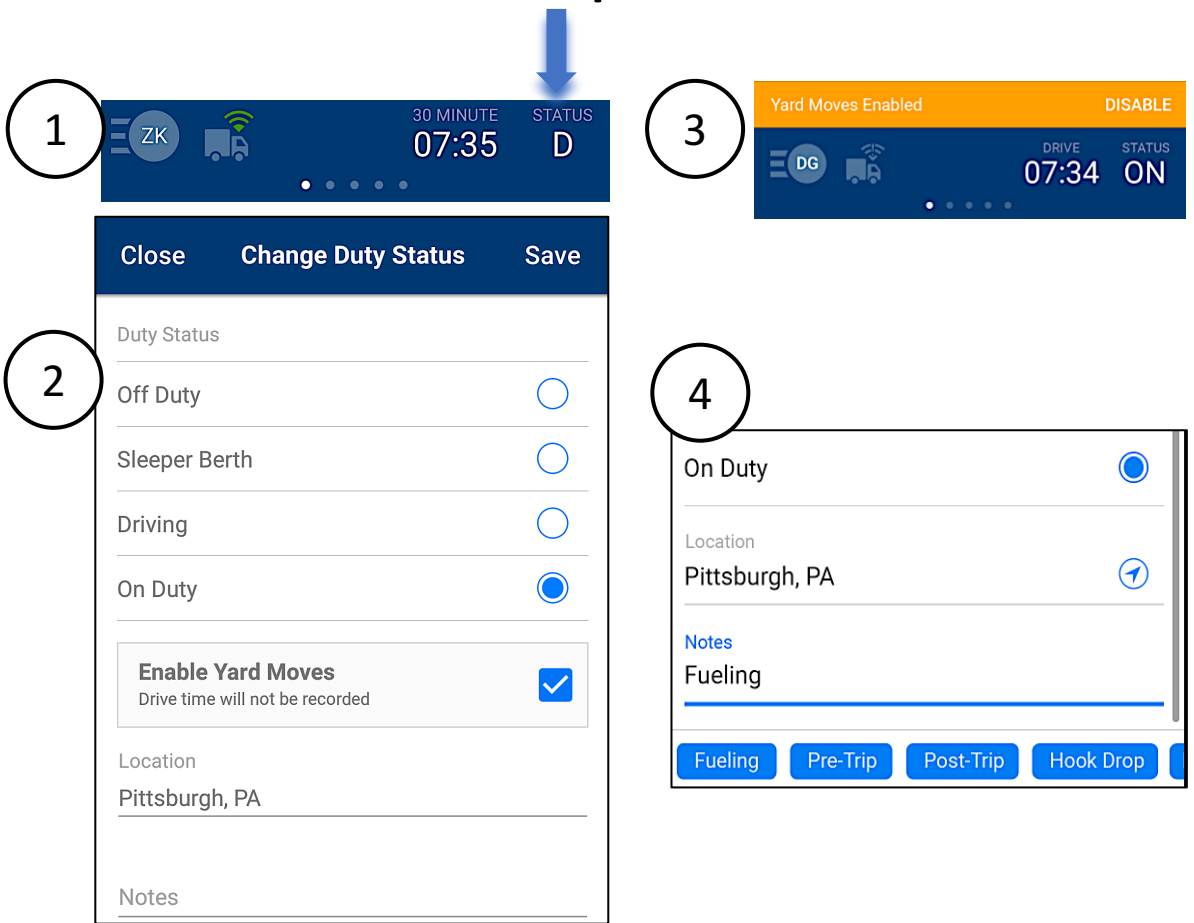 1
ZK
30 MINUTE
07:35
STATUS
D
Close
Change Duty Status
Save
2
Duty Status
Off Duty
Sleeper Berth
Driving
On Duty
Enable Yard Moves
Drive time will not be recorded
Location
Pittsburgh, PA
Notes
3
Yard Moves Enabled
DISABLE
DG
DRIVE
07:34
STATUS
ON
4
On Duty
Location
Pittsburgh, PA
Notes
Fueling
Fueling
Pre-Trip
Post-Trip
Hook Drop